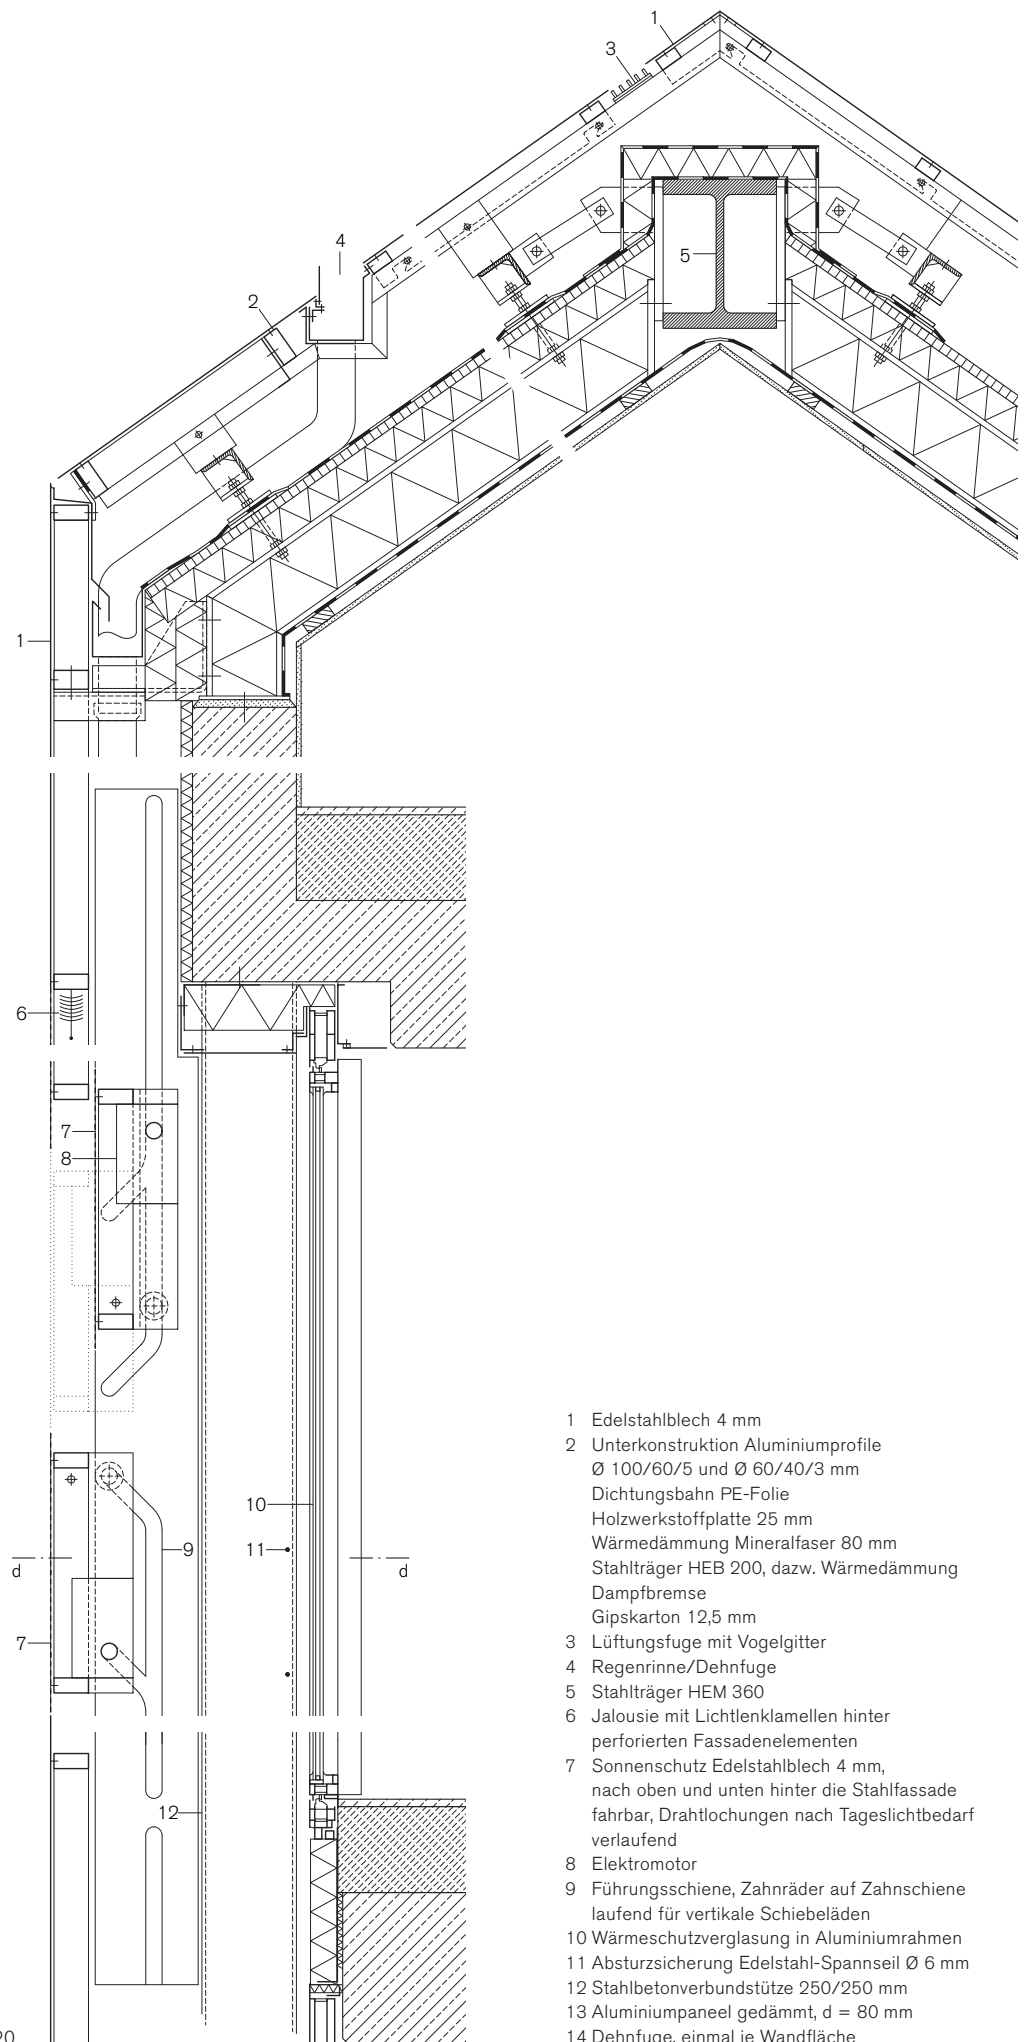 1
3
4
5
2
1
6
7
8
10
9
11
d
d
7
12
20
1 Edelstahlblech 4 mm
2 Unterkonstruktion Aluminiumprofile
Ø 100/60/5 und Ø 60/40/3 mm
Dichtungsbahn PE-Folie
Holzwerkstoffplatte 25 mm
Wärmedämmung Mineralfaser 80 mm
Stahlträger HEB 200, dazw. Wärmedämmung
Dampfbremse
Gipskarton 12,5 mm
3 Lüftungsfuge mit Vogelgitter
4 Regenrinne/Dehnfuge
5 Stahlträger HEM 360
6 Jalousie mit Lichtlenklamellen hinter
perforierten Fassadenelementen
7 Sonnenschutz Edelstahlblech 4 mm,
nach oben und unten hinter die Stahlfassade
fahrbar, Drahtlochungen nach Tageslichtbedarf
verlaufend
8 Elektromotor
9 Führungsschiene, Zahnräder auf Zahnschiene
laufend für vertikale Schiebeläden
10 Wärmeschutzverglasung in Aluminiumrahmen
11 Absturzsicherung Edelstahl-Spannseil Ø 6 mm
12 Stahlbetonverbundstütze 250/250 mm
13 Aluminiumpaneel gedämmt, d = 80 mm
14 Dehnfuge, einmal je Wandfläche